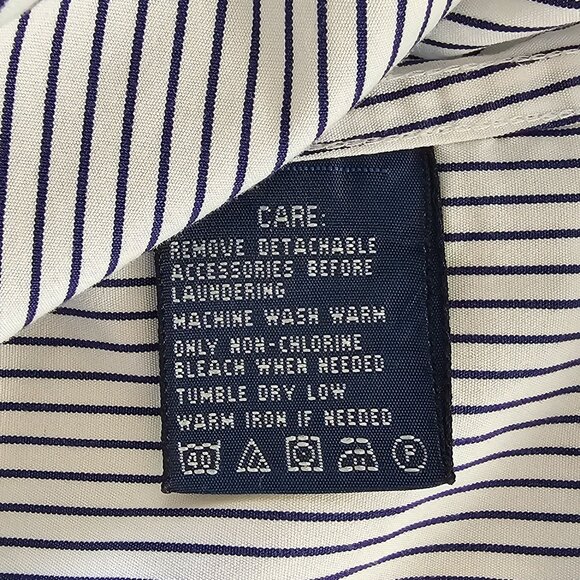 CARE:
REMOVE DETACHABLE
ACCESSORIES BEFORE
LAUNDERING
MACHINE WASH WARM
ONLY NON-CHLORINE
BLEACH WHEN NEEDED
TUMBLE DRY LOW
WARM IRON IF NEEDED
40 F